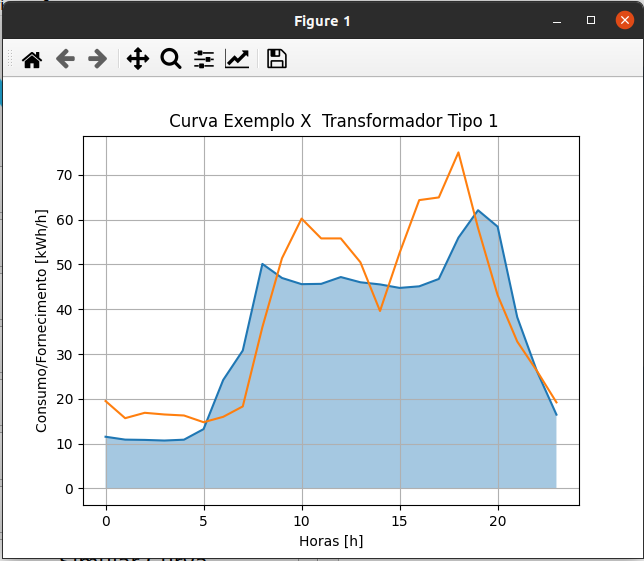 Figure 1
Curva Exemplo X  Transformador Tipo 1
Consumo/Fornecimento [kWh/h]
70
60
50
40
30
20
10
0
0 5 10 15 20
Horas [h]